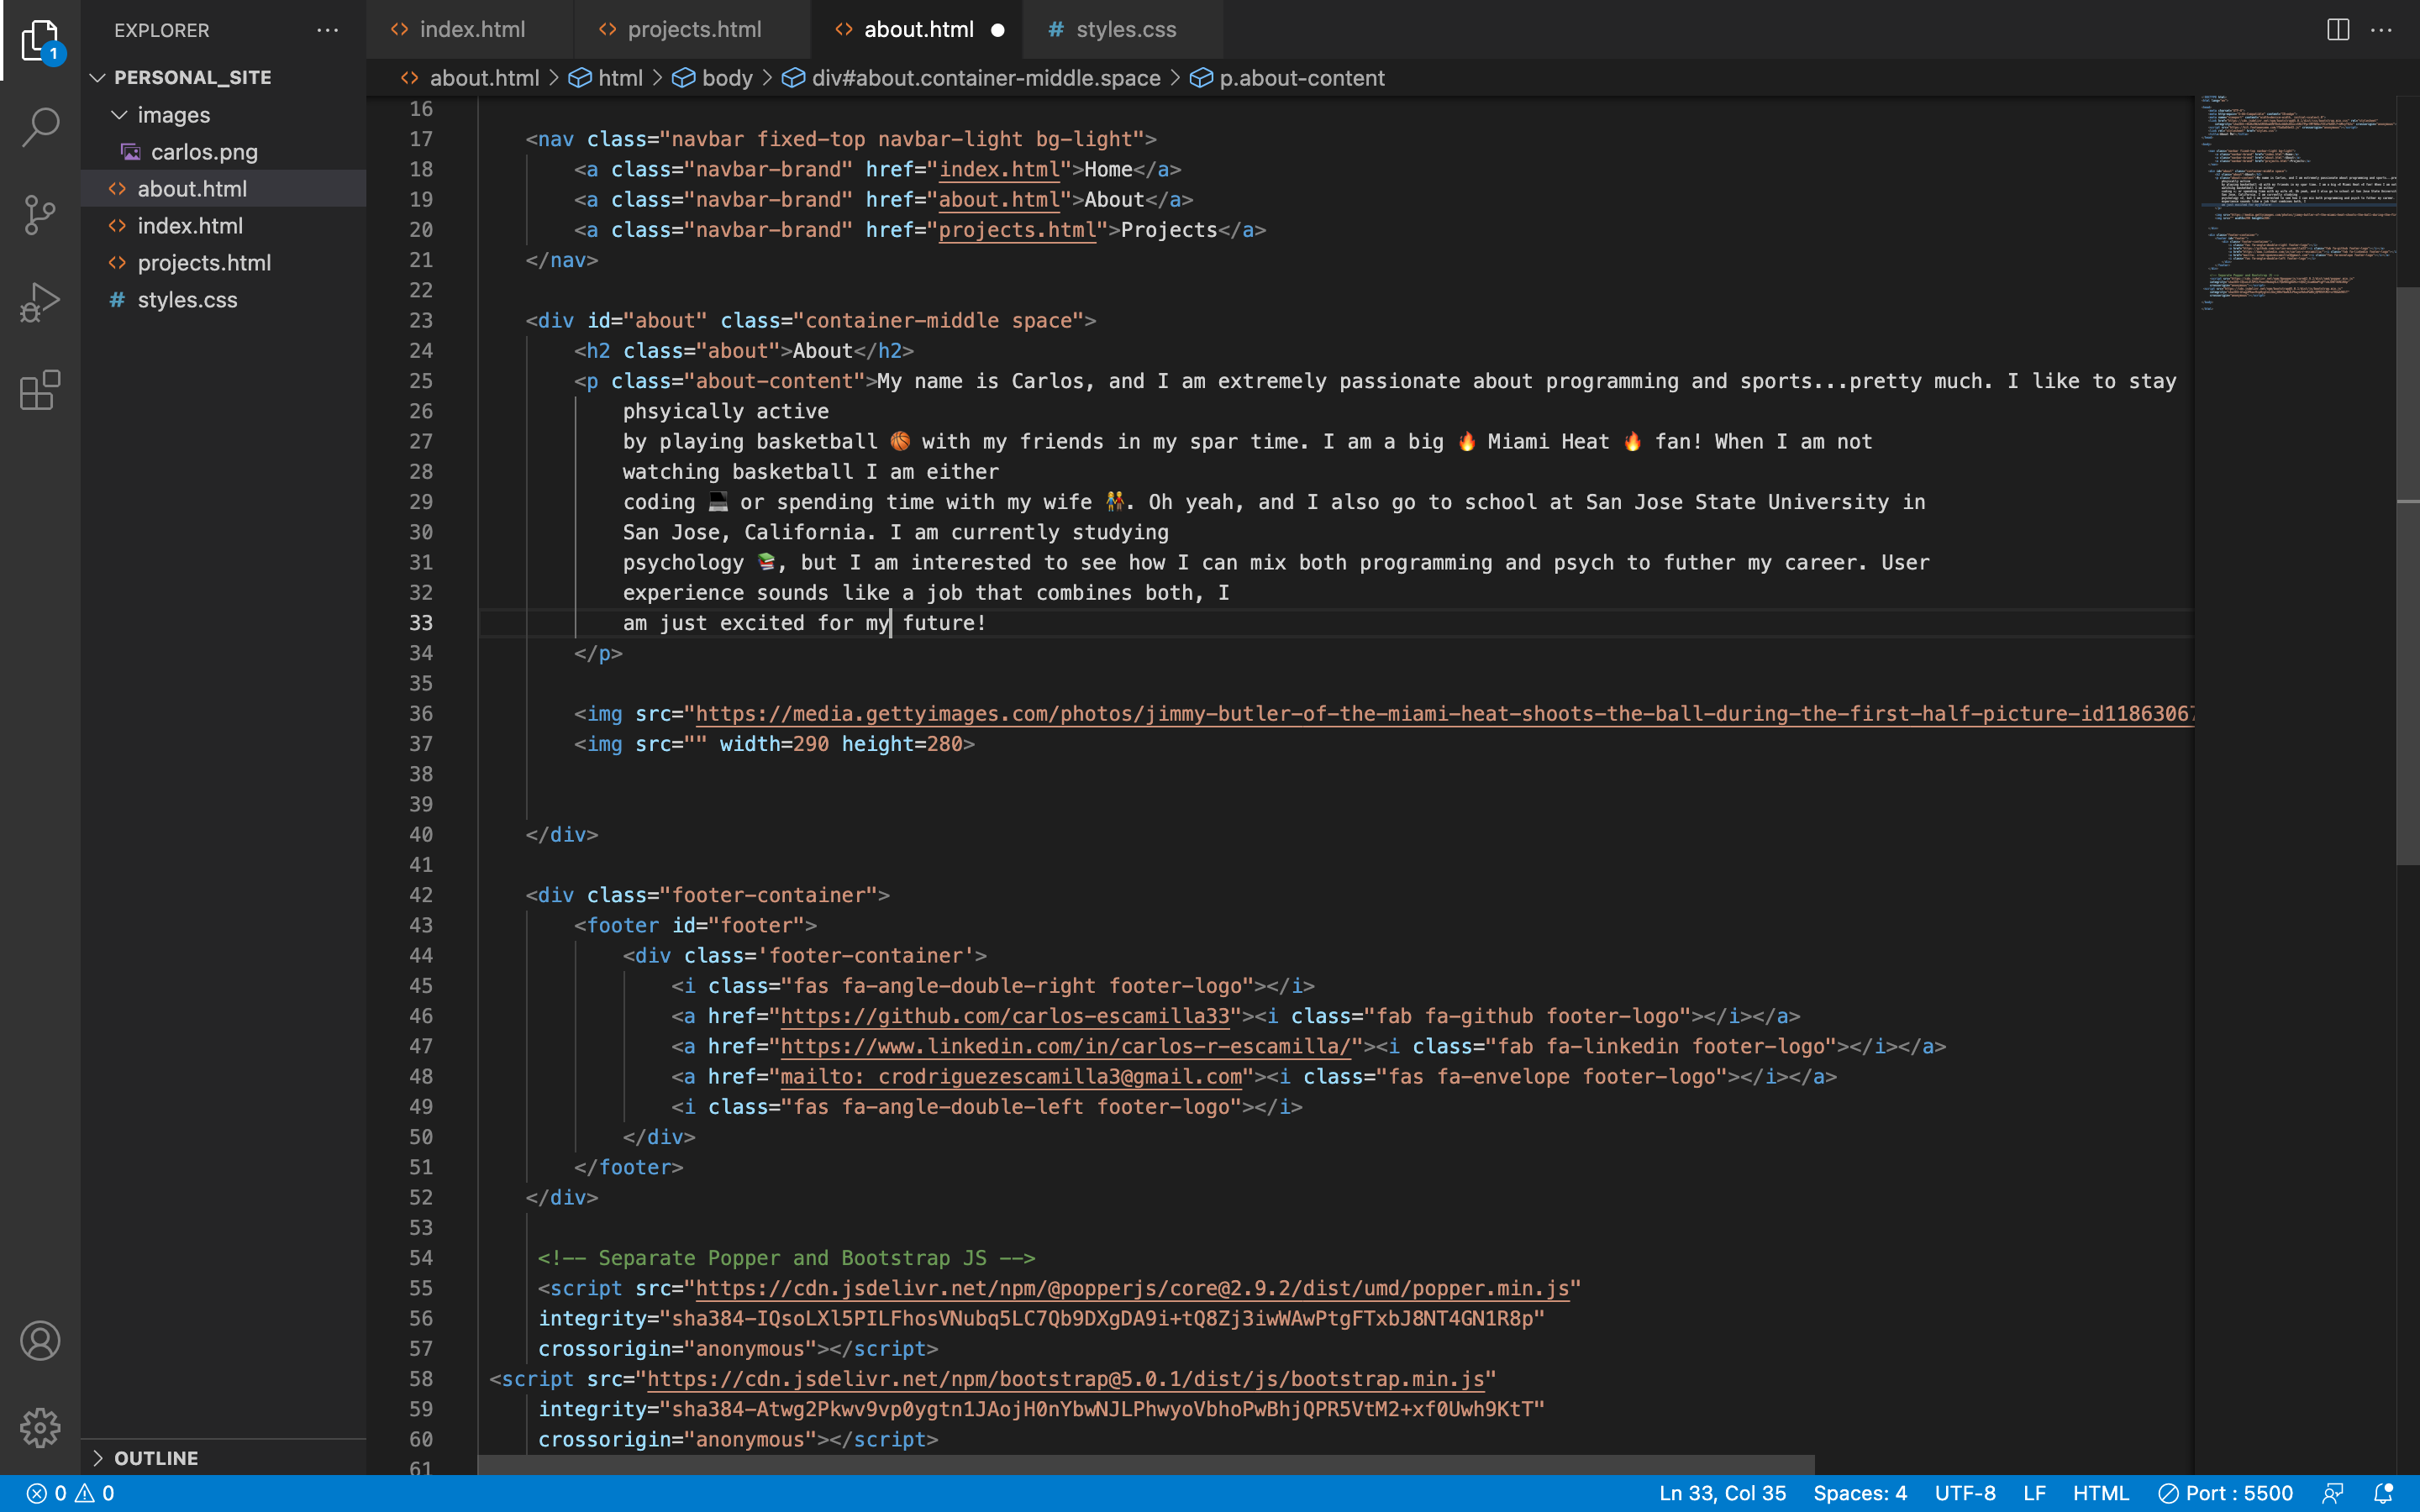 EXPLORER
index.html
projects.html
about.html
styles.css
1
PERSONAL_SITE
images
carlos.png
about.html
index.html
projects.html
styles.css
about.html > html > body > div#about.container-middle.space > p.about-content
16
17 <nav class="navbar fixed-top navbar-light bg-light">
18 <a class="navbar-brand" href="index.html">Home</a>
19 <a class="navbar-brand" href="about.html">About</a>
20 <a class="navbar-brand" href="projects.html">Projects</a>
21 </nav>
22
23 <div id="about" class="container-middle space">
24 <h2 class="about">About</h2>
25 <p class="about-content">My name is Carlos, and I am extremely passionate about programming and sports...pretty much. I like to stay
26 phsyically active
27 by playing basketball 🏀 with my friends in my spar time. I am a big 🔥 Miami Heat 🔥 fan! When I am not
28 watching basketball I am either
29 coding 💻 or spending time with my wife 👫. Oh yeah, and I also go to school at San Jose State University in
30 San Jose, California. I am currently studying
31 psychology 📚, but I am interested to see how I can mix both programming and psych to futher my career. User
32 experience sounds like a job that combines both, I
33 am just excited for my future!
34 </p>
35
36 <img src="https://media.gettyimages.com/photos/jimmy-butler-of-the-miami-heat-shoots-the-ball-during-the-first-half-picture-id11863067
37 <img src="" width=290 height=280>
38
39
40 </div>
41
42 <div class="footer-container">
43 <footer id="footer">
44 <div class='footer-container'>
45 <i class="fas fa-angle-double-right footer-logo"></i>
46 <a href="https://github.com/carlos-escamilla33"><i class="fab fa-github footer-logo"></i></a>
47 <a href="https://www.linkedin.com/in/carlos-r-escamilla/"><i class="fab fa-linkedin footer-logo"></i></a>
48 <a href="mailto: crodriguezescamilla3@gmail.com"><i class="fas fa-envelope footer-logo"></i></a>
49 <i class="fas fa-angle-double-left footer-logo"></i>
50 </div>
51 </footer>
52 </div>
53
54 <!-- Separate Popper and Bootstrap JS -->
55 <script src="https://cdn.jsdelivr.net/npm/@popperjs/core@2.9.2/dist/umd/popper.min.js"
56 integrity="sha384-IQsoLXl5PILFhosVNubq5LC7Qb9DXgDA9i+tQ8Zj3iwWAwPtgFTxbJ8NT4GN1R8p"
57 crossorigin="anonymous"></script>
58 <script src="https://cdn.jsdelivr.net/npm/bootstrap@5.0.1/dist/js/bootstrap.min.js"
59 integrity="sha384-Atwg2Pkwv9vp0ygtn1JAojH0nYbwNJLPhwyoVbhoPwBhjQPR5VtM2+xf0Uwh9KtT"
60 crossorigin="anonymous"></script>
61
OUTLINE
0 0
Ln 33, Col 35 Spaces: 4 UTF-8 LF HTML Port : 5500